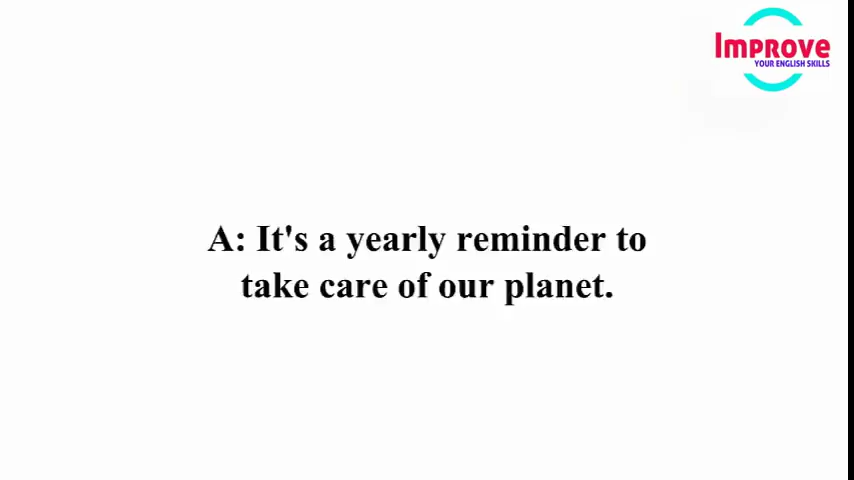 Improve
YOUR ENGLISH SKILLS
A: It's a yearly reminder to
take care of our planet.